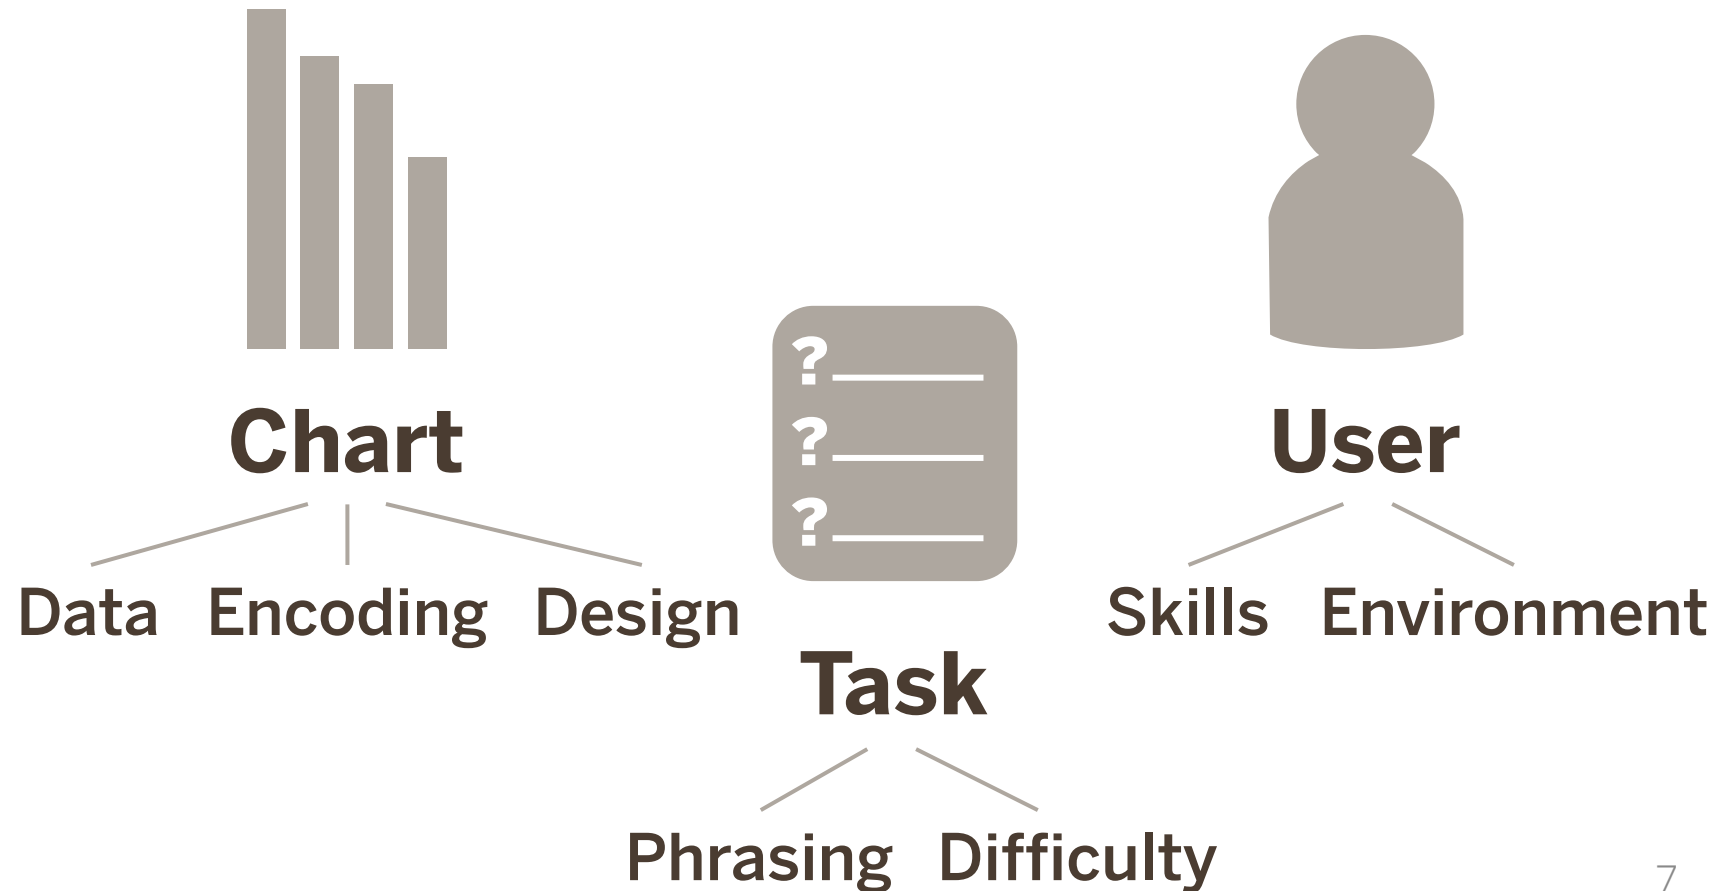 ?
?
?
Chart
User
Data Encoding Design
Skills Environment
Task
Phrasing Difficulty
7